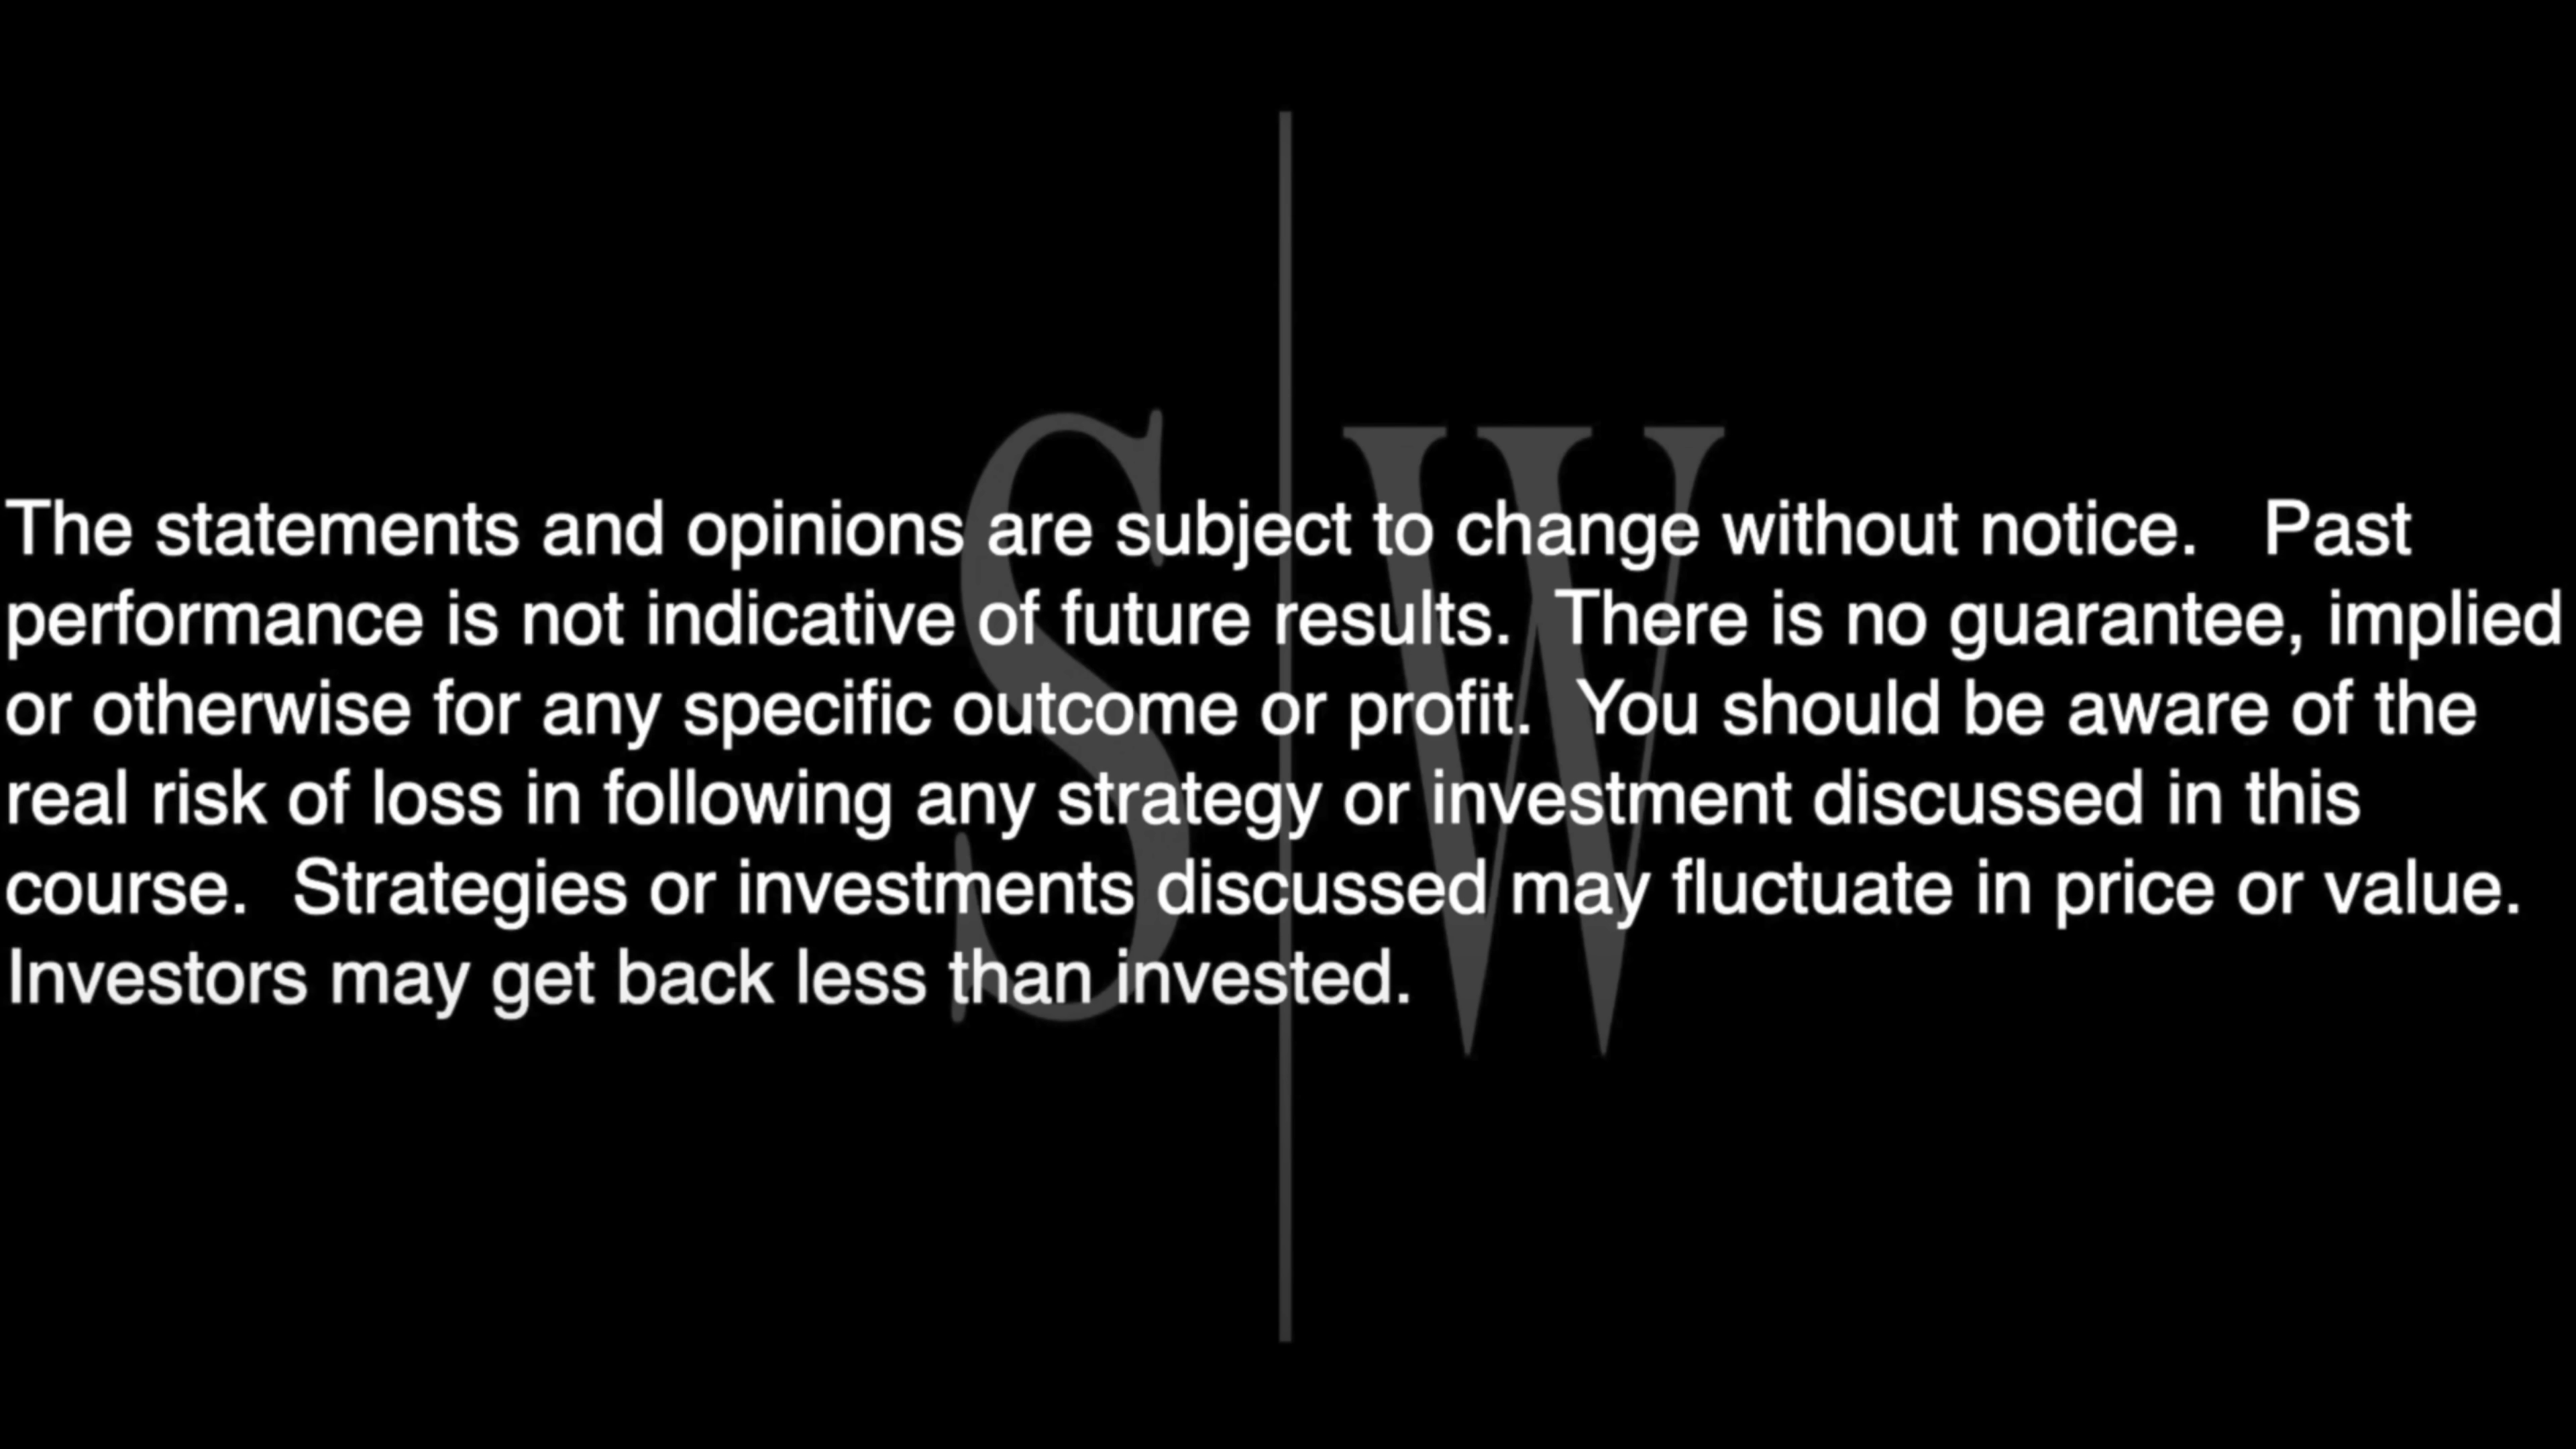 S W
The statements and opinions are subject to change without notice.   Past
performance is not indicative of future results.  There is no guarantee, implied
or otherwise for any specific outcome or profit.  You should be aware of the
real risk of loss in following any strategy or investment discussed in this
course.  Strategies or investments discussed may fluctuate in price or value.
Investors may get back less than invested.